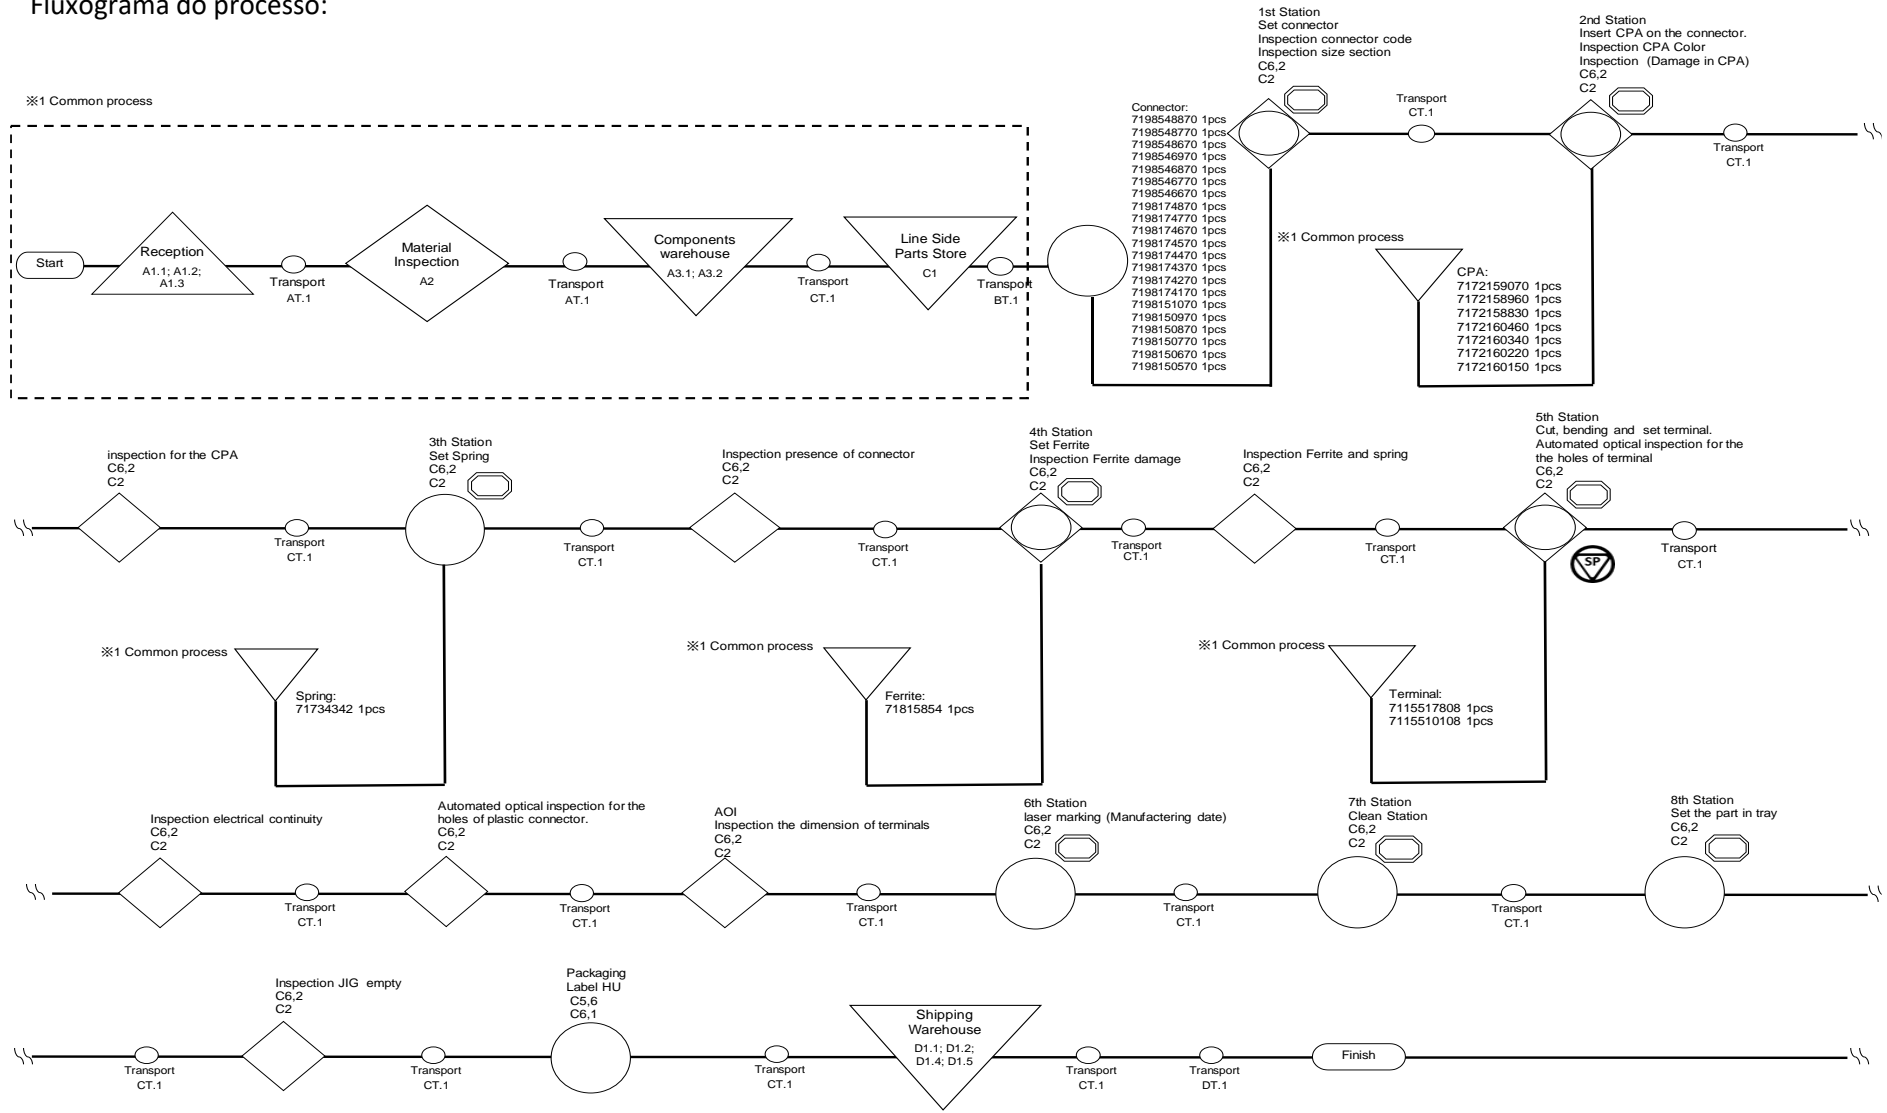 Fluxograma do processo:
※1 Common process
Start
Reception
A1.1; A1.2;
A1.3
Transport
AT.1
Material
Inspection
A2
Transport
AT.1
Components
warehouse
A3.1; A3.2
Transport
CT.1
Line Side
Parts Store
C1
Transport
BT.1
Connector:
7198548870 1pcs
7198548770 1pcs
7198548670 1pcs
7198546970 1pcs
7198546870 1pcs
7198546770 1pcs
7198546670 1pcs
7198174870 1pcs
7198174770 1pcs
7198174670 1pcs
7198174570 1pcs
7198174470 1pcs
7198174370 1pcs
7198174270 1pcs
7198174170 1pcs
7198151070 1pcs
7198150970 1pcs
7198150870 1pcs
7198150770 1pcs
7198150670 1pcs
7198150570 1pcs
1st Station
Set connector
Inspection connector code
Inspection size section
C6,2
C2
Transport
CT.1
※1 Common process
CPA:
7172159070 1pcs
7172158960 1pcs
7172158830 1pcs
7172160460 1pcs
7172160340 1pcs
7172160220 1pcs
7172160150 1pcs
2nd Station
Insert CPA on the connector.
Inspection CPA Color
Inspection (Damage in CPA)
C6,2
C2
Transport
CT.1
inspection for the CPA
C6,2
C2
Transport
CT.1
3th Station
Set Spring
C6,2
C2
※1 Common process
Spring:
71734342 1pcs
Transport
CT.1
Inspection presence of connector
C6,2
C2
Transport
CT.1
4th Station
Set Ferrite
Inspection Ferrite damage
C6,2
C2
※1 Common process
Ferrite:
71815854 1pcs
Transport
CT.1
Inspection Ferrite and spring
C6,2
C2
Transport
CT.1
5th Station
Cut, bending and set terminal.
Automated optical inspection for the
the holes of terminal
C6,2
C2
SP
※1 Common process
Terminal:
7115517808 1pcs
7115510108 1pcs
Transport
CT.1
Inspection electrical continuity
C6,2
C2
Transport
CT.1
Automated optical inspection for the
holes of plastic connector.
C6,2
C2
Transport
CT.1
AOI
Inspection the dimension of terminals
C6,2
C2
Transport
CT.1
6th Station
laser marking (Manufactering date)
C6,2
C2
Transport
CT.1
7th Station
Clean Station
C6,2
C2
Transport
CT.1
8th Station
Set the part in tray
C6,2
C2
Transport
CT.1
Inspection JIG empty
C6,2
C2
Transport
CT.1
Packaging
Label HU
C5,6
C6,1
Transport
CT.1
Shipping
Warehouse
D1.1; D1.2;
D1.4; D1.5
Transport
CT.1
Transport
DT.1
Finish